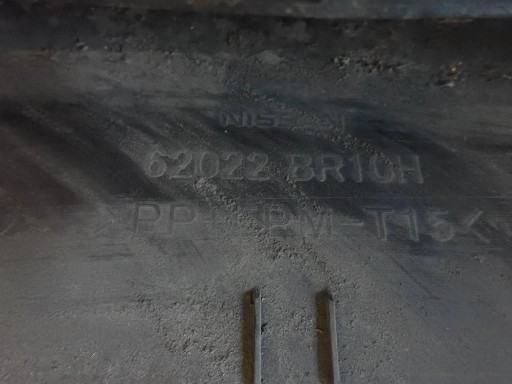 NISSAN
62022 BR10H
>PP+EPM-T15<